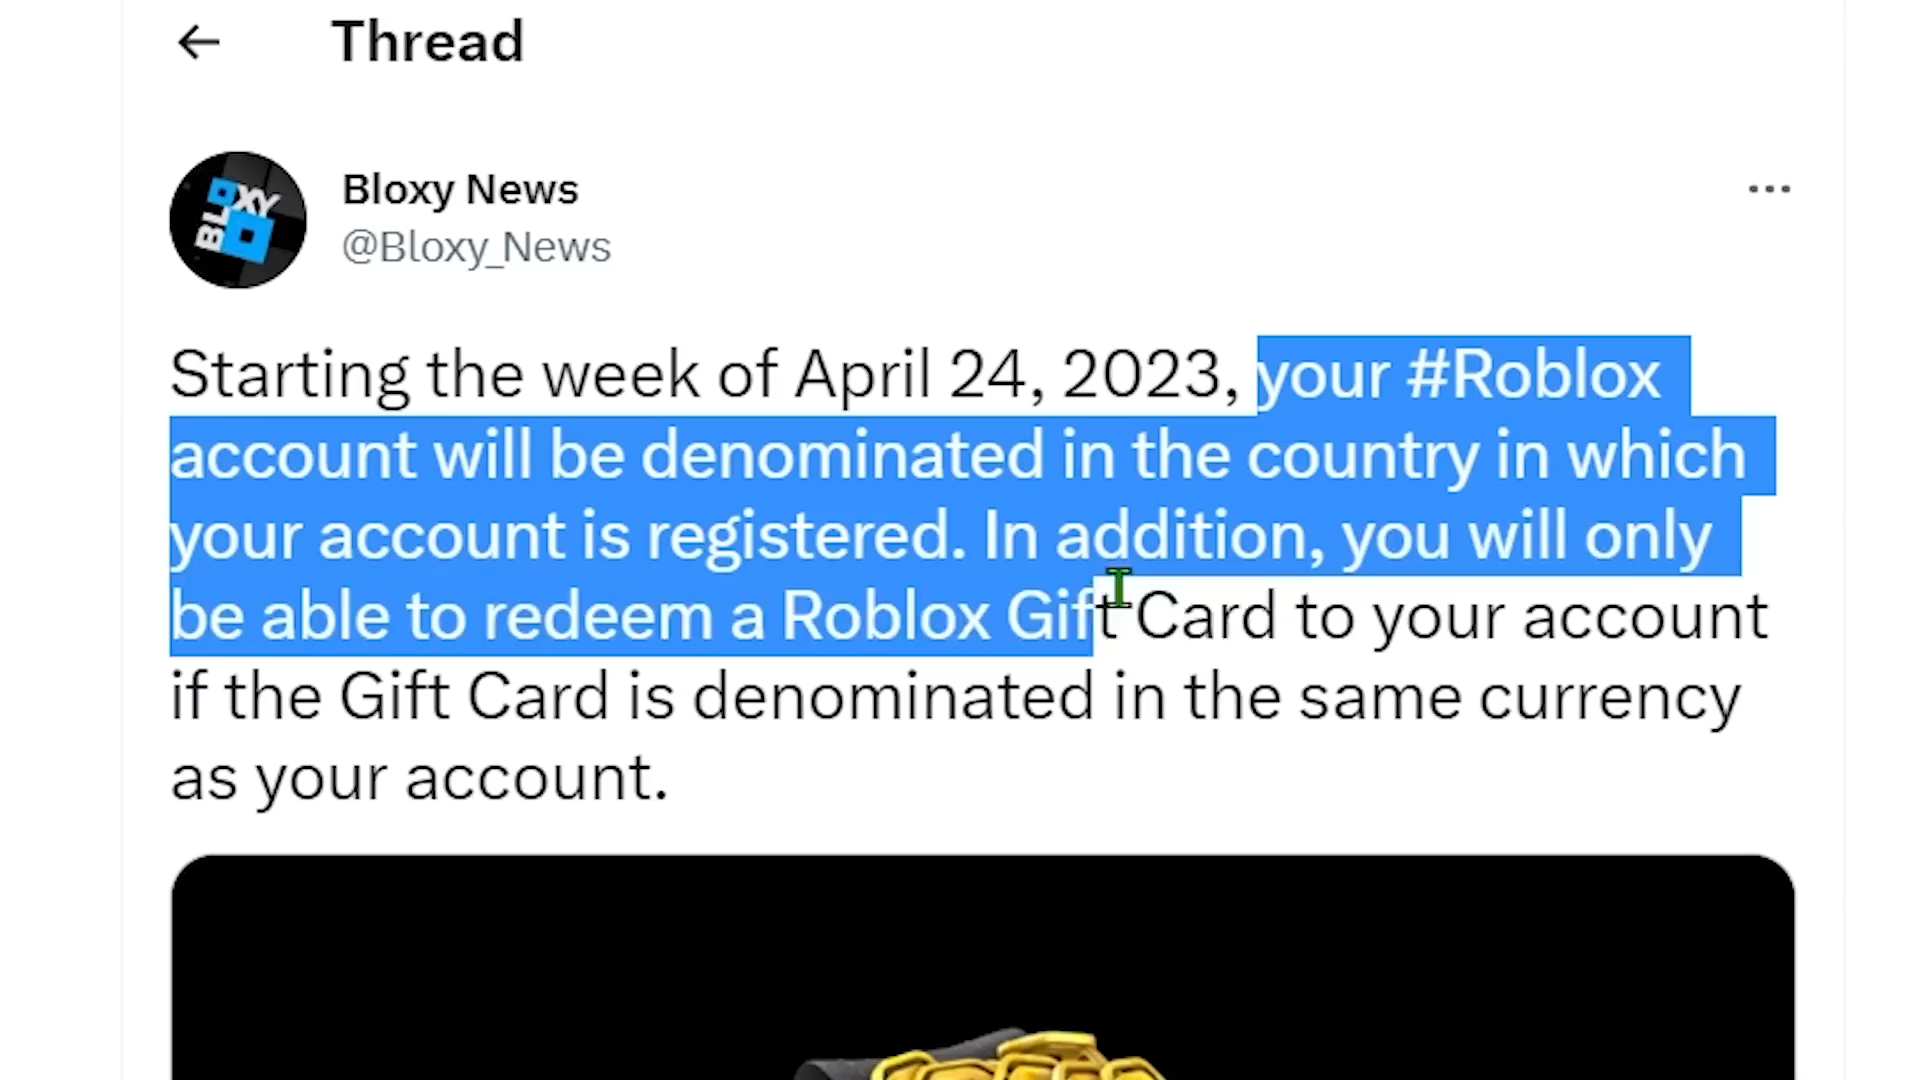 Thread
BLOXY
Bloxy News
@Bloxy_News
Starting the week of April 24, 2023, your #Roblox
account will be denominated in the country in which
your account is registered. In addition, you will only
be able to redeem a Roblox Gift Card to your account
if the Gift Card is denominated in the same currency
as your account.